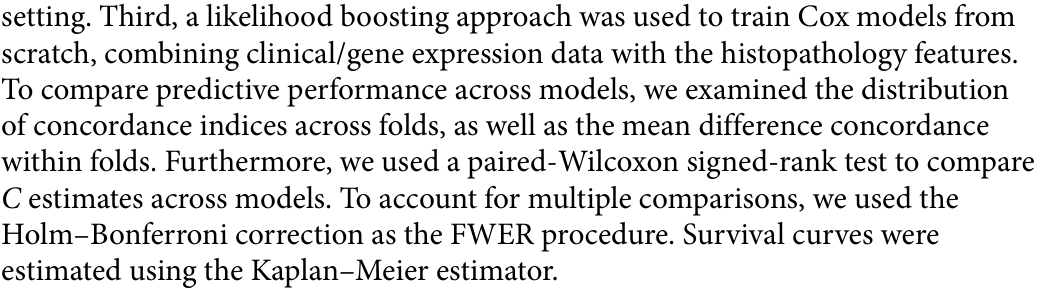 setting. Third, a likelihood boosting approach was used to train Cox models from
scratch, combining clinical/gene expression data with the histopathology features.
To compare predictive performance across models, we examined the distribution
of concordance indices across folds, as well as the mean difference concordance
within folds. Furthermore, we used a paired-Wilcoxon signed-rank test to compare
C estimates across models. To account for multiple comparisons, we used the
Holm–Bonferroni correction as the FWER procedure. Survival curves were
estimated using the Kaplan–Meier estimator.